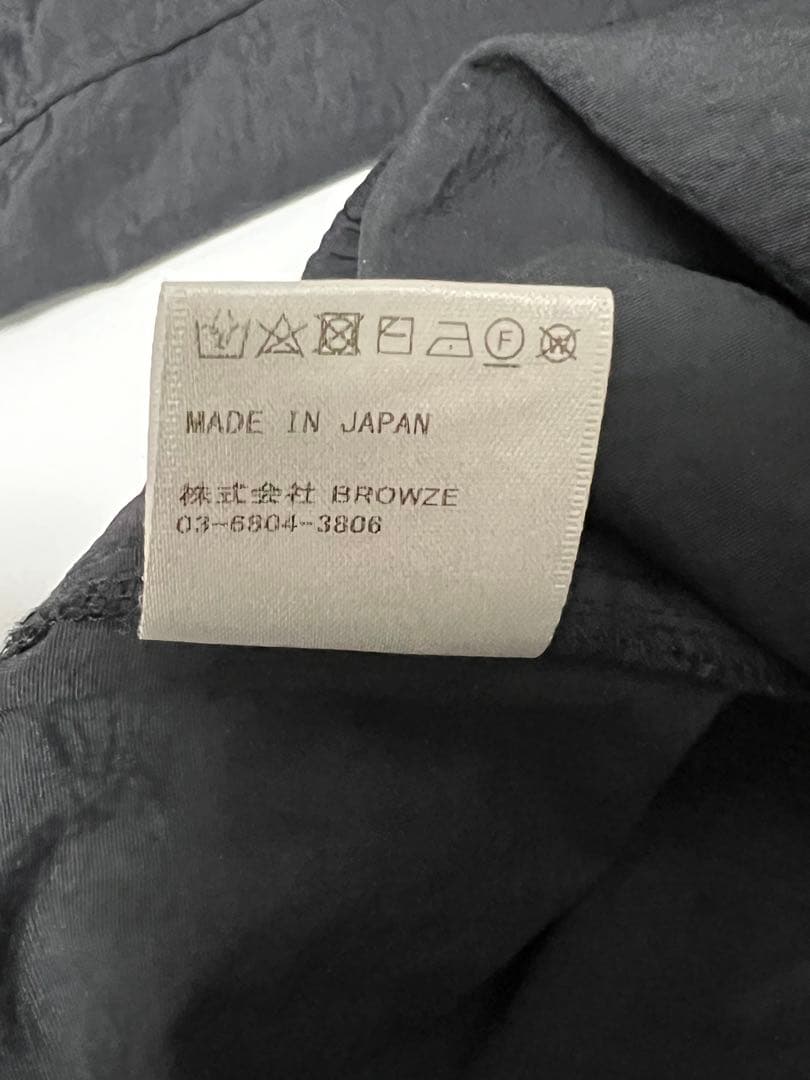 F
W
MADE IN JAPAN
株式会社 BROWZE
03-6804-3806